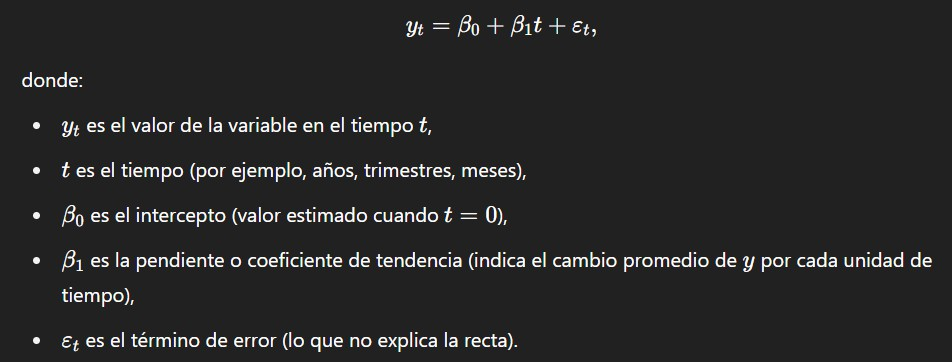 yₜ = β₀ + β₁t + εₜ,
donde:
• yₜ es el valor de la variable en el tiempo t,
• t es el tiempo (por ejemplo, años, trimestres, meses),
• β₀ es el intercepto (valor estimado cuando t = 0),
• β₁ es la pendiente o coeficiente de tendencia (indica el cambio promedio de y por cada unidad de
tiempo),
• εₜ es el término de error (lo que no explica la recta).